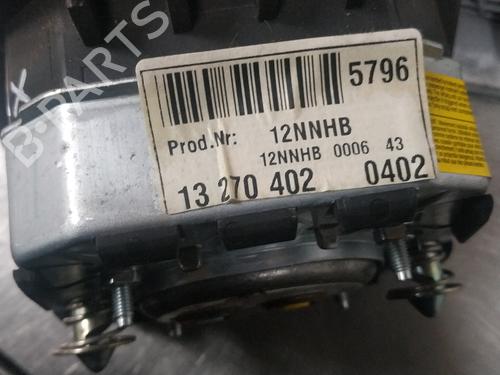 B-PARTS
5796
Prod.Nr: 12NNHB
12NNHB 0006 43
13 270 402 0402